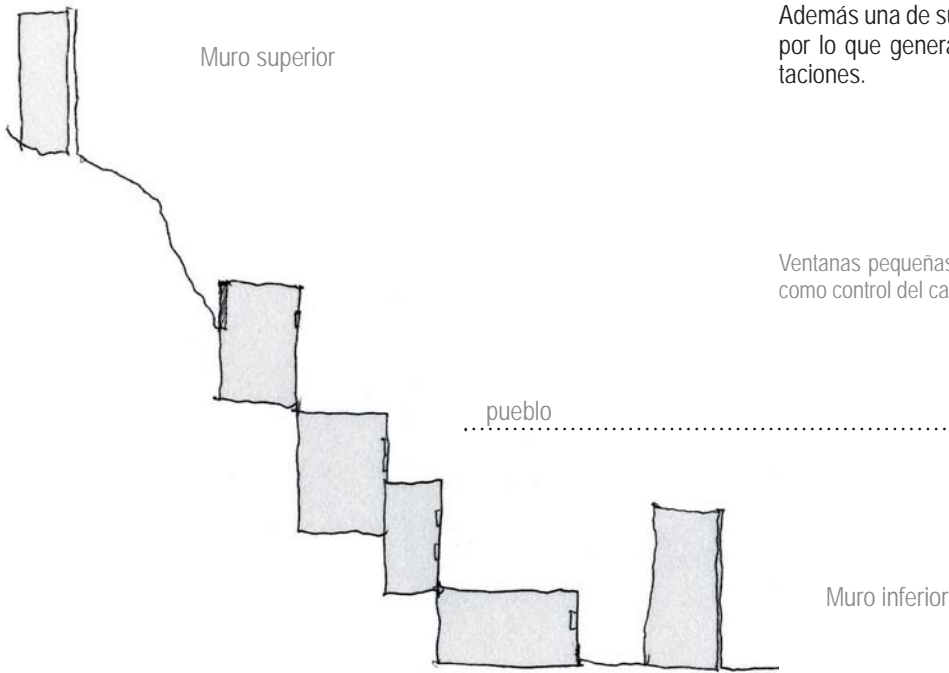 Además una de su
por lo que genera
taciones.
Muro superior
Ventanas pequeñas
como control del ca
pueblo
Muro inferior